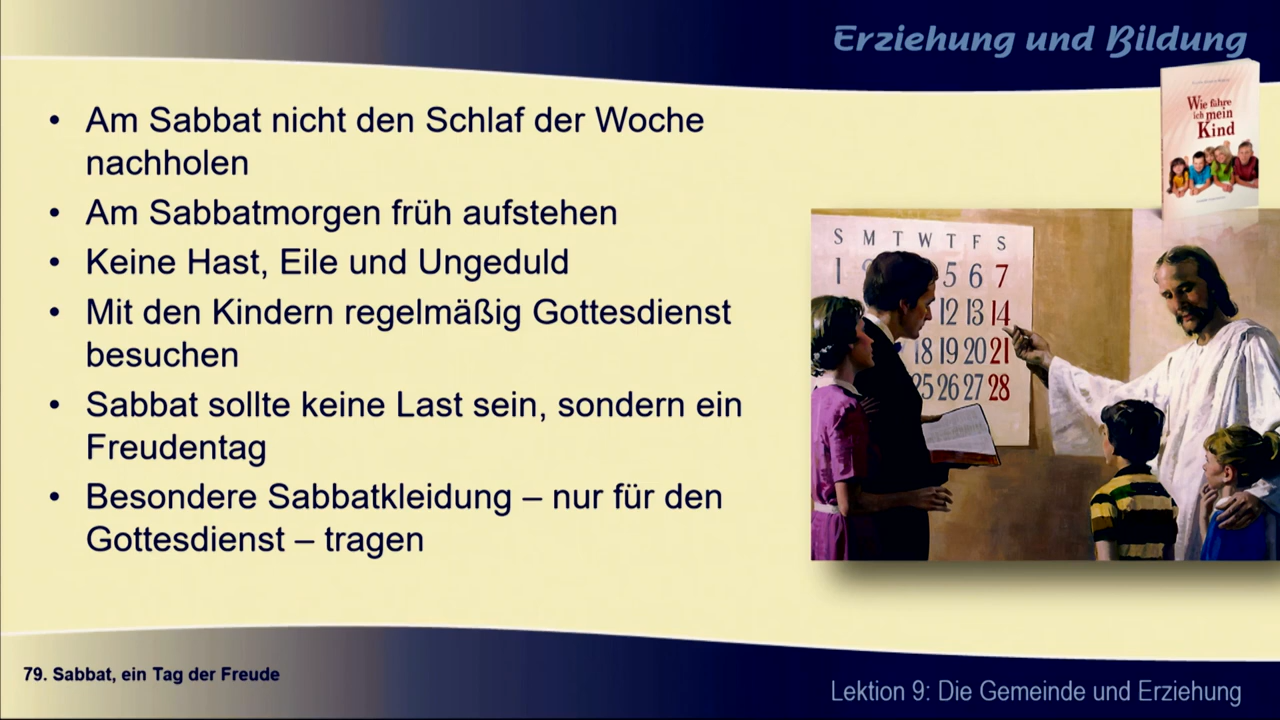 Erziehung und Bildung
Wie führe
ich mein
Kind
• Am Sabbat nicht den Schlaf der Woche
nachholen
• Am Sabbatmorgen früh aufstehen
• Keine Hast, Eile und Ungeduld
• Mit den Kindern regelmäßig Gottesdienst
besuchen
• Sabbat sollte keine Last sein, sondern ein
Freudentag
• Besondere Sabbatkleidung – nur für den
Gottesdienst – tragen
S M T W T F S
1 5 6 7
12 13 14
18 19 20 21
25 26 27 28
79. Sabbat, ein Tag der Freude
Lektion 9: Die Gemeinde und Erziehung